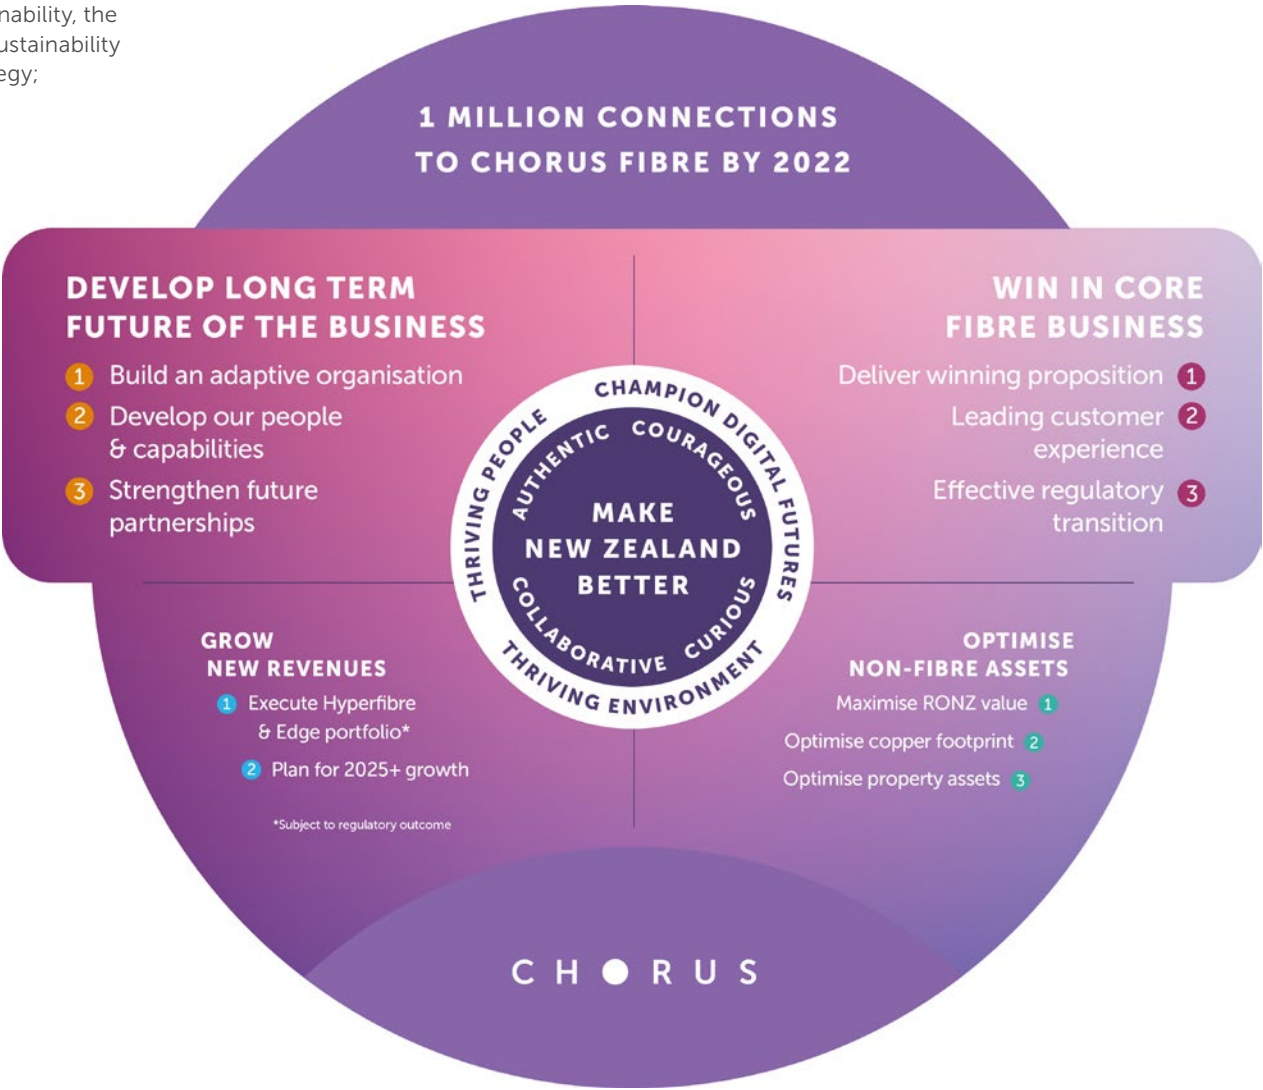 nability, the
ustainability
egy;
1 MILLION CONNECTIONS
TO CHORUS FIBRE BY 2022
DEVELOP LONG TERM
FUTURE OF THE BUSINESS
1 Build an adaptive organisation
2 Develop our people
& capabilities
3 Strengthen future
partnerships
WIN IN CORE
FIBRE BUSINESS
Deliver winning proposition 1
Leading customer 2
experience
Effective regulatory 3
transition
THRIVING PEOPLE
CHAMPION DIGITAL FUTURES
THRIVING ENVIRONMENT
AUTHENTIC
COURAGEOUS
COLLABORATIVE
CURIOUS
MAKE
NEW ZEALAND
BETTER
GROW
NEW REVENUES
1 Execute Hyperfibre
& Edge portfolio*
2 Plan for 2025+ growth
*Subject to regulatory outcome
OPTIMISE
NON-FIBRE ASSETS
Maximise RONZ value 1
Optimise copper footprint 2
Optimise property assets 3
CHORUS